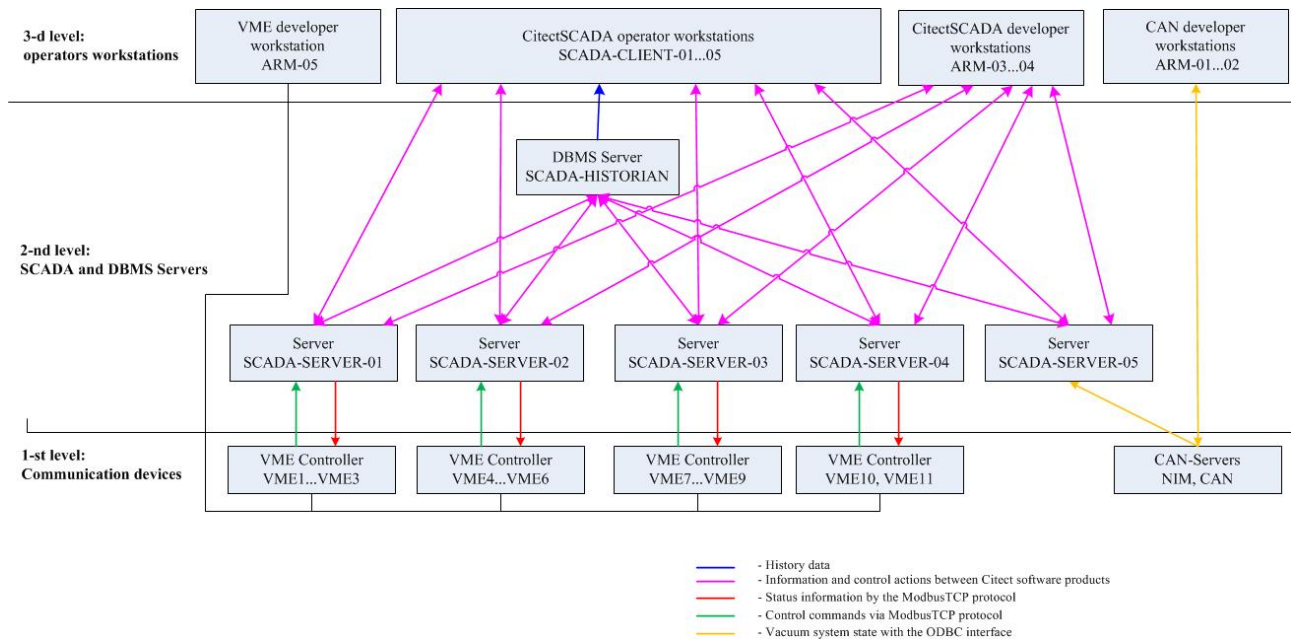 3-d level:
operators workstations
VME developer
workstation
ARM-05
CitectSCADA operator workstations
SCADA-CLIENT-01...05
CitectSCADA developer
workstations
ARM-03...04
CAN developer
workstations
ARM-01...02
DBMS Server
SCADA-HISTORIAN
2-nd level:
SCADA and DBMS Servers
Server
SCADA-SERVER-01
Server
SCADA-SERVER-02
Server
SCADA-SERVER-03
Server
SCADA-SERVER-04
Server
SCADA-SERVER-05
1-st level:
Communication devices
VME Controller
VME1...VME3
VME Controller
VME4...VME6
VME Controller
VME7...VME9
VME Controller
VME10, VME11
CAN-Servers
NIM, CAN
- History data
- Information and control actions between Citect software products
- Status information by the ModbusTCP protocol
- Control commands via ModbusTCP protocol
- Vacuum system state with the ODBC interface